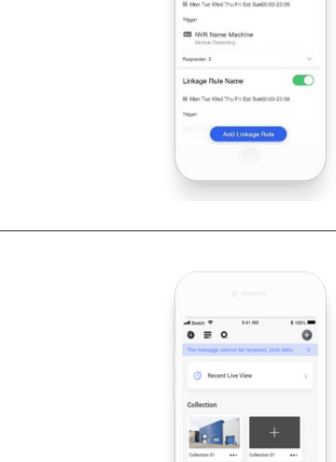 Mon Tue Wed Thu Fri Sat Sun00:00-23:59
Trigger
NVR Name Machine
Motion Detecting
Responder: 2
Linkage Rule Name
Mon Tue Wed Thu Fri Sat Sun00:00-23:59
Trigger
Add Linkage Rule
9:41 AM
100%
The message cannot be received, click retry.
Recent Live View
Collection
Collection 01
Collection 01